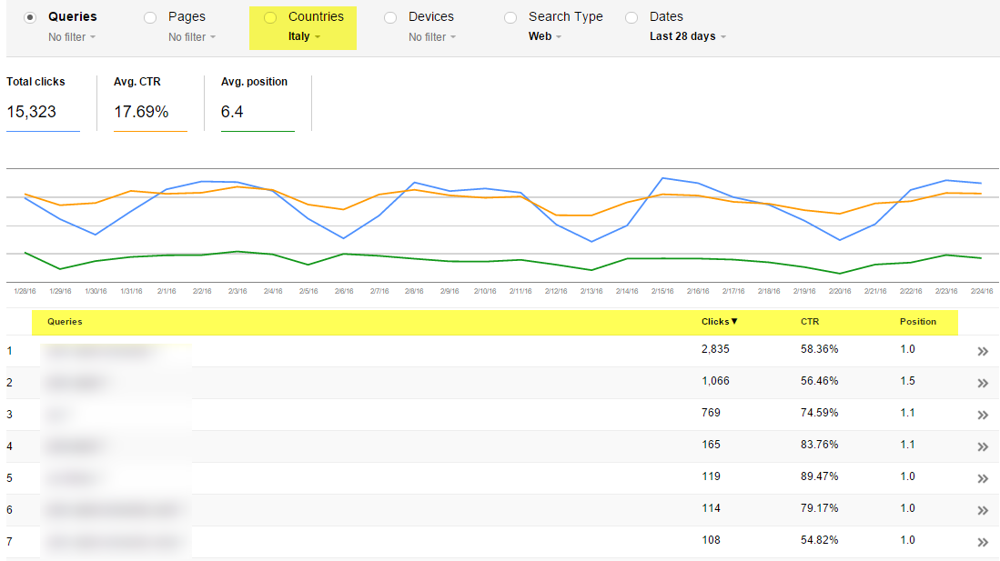 Queries Pages Countries Devices Search Type Dates
No filter No filter Italy No filter Web Last 28 days
Total clicks Avg. CTR Avg. position
15,323 17.69% 6.4
1/28/16 1/29/16 1/30/16 1/31/16 2/1/16 2/2/16 2/3/16 2/4/16 2/5/16 2/6/16 2/7/16 2/8/16 2/9/16 2/10/16 2/11/16 2/12/16 2/13/16 2/14/16 2/15/16 2/16/16 2/17/16 2/18/16 2/19/16 2/20/16 2/21/16 2/22/16 2/23/16 2/24/16
Queries Clicks▼ CTR Position
1 2,835 58.36% 1.0 »
2 1,066 56.46% 1.5 »
3 769 74.59% 1.1 »
4 165 83.76% 1.1 »
5 119 89.47% 1.0 »
6 114 79.17% 1.0 »
7 108 54.82% 1.0 »